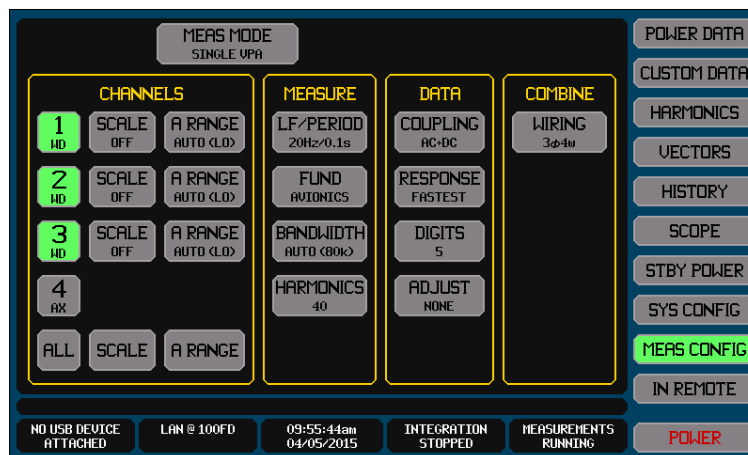 MEAS MODE
SINGLE VPA
CHANNELS
1
WD
SCALE
OFF
A RANGE
AUTO (LO)
2
WD
SCALE
OFF
A RANGE
AUTO (LO)
3
WD
SCALE
OFF
A RANGE
AUTO (LO)
4
AX
ALL
SCALE
A RANGE
MEASURE
LF/PERIOD
20Hz/0.1s
FUND
AVIONICS
BANDWIDTH
AUTO (80k)
HARMONICS
40
DATA
COUPLING
AC+DC
RESPONSE
FASTEST
DIGITS
5
ADJUST
NONE
COMBINE
WIRING
3ϕ4w
POWER DATA
CUSTOM DATA
HARMONICS
VECTORS
HISTORY
SCOPE
STBY POWER
SYS CONFIG
MEAS CONFIG
IN REMOTE
POWER
NO USB DEVICE
ATTACHED
LAN @ 100FD
09:55:44am
04/05/2015
INTEGRATION
STOPPED
MEASUREMENTS
RUNNING